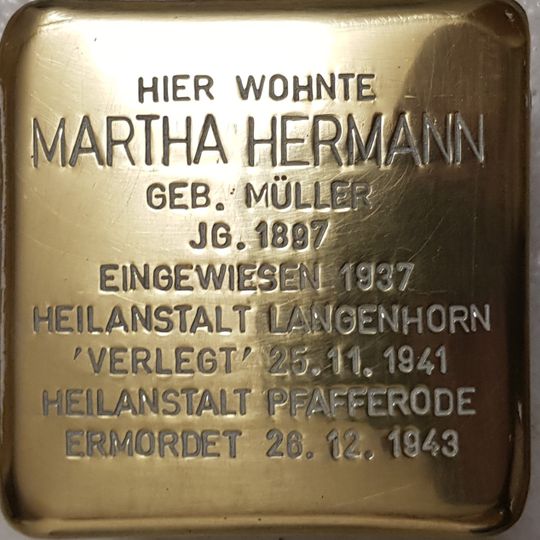 HIER WOHNTE
MARTHA HERMANN
GEB. MÜLLER
JG. 1897
EINGEWIESEN 1937
HEILANSTALT LANGENHORN
'VERLEGT' 25.11.1941
HEILANSTALT PFAFFERODE
ERMORDET 26.12.1943